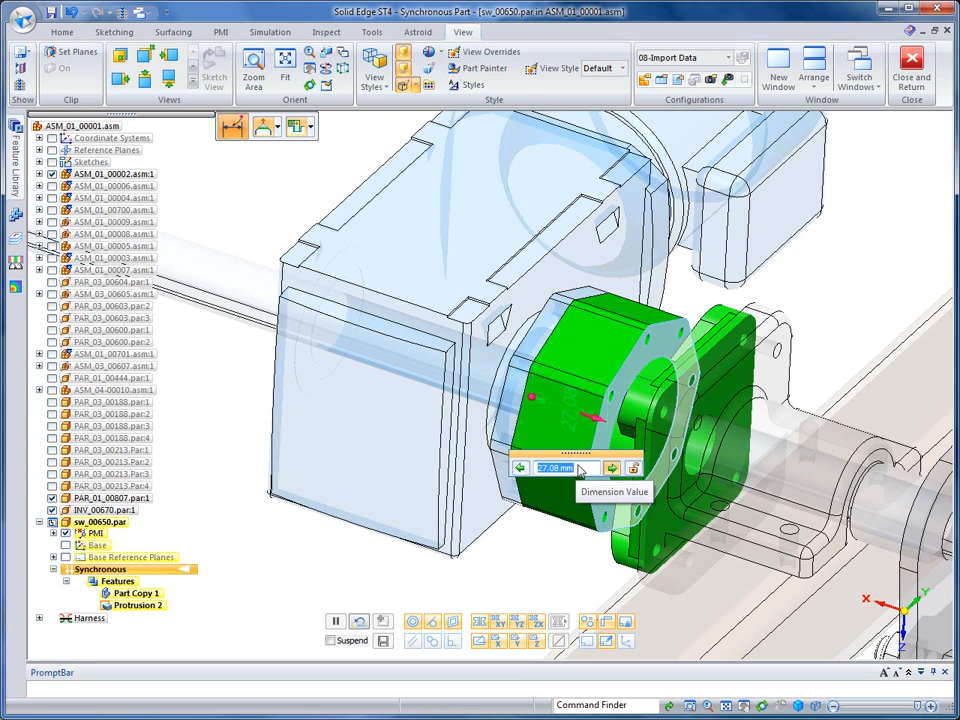 Solid Edge ST4 - Synchronous Part - [sw_00650.par in ASM_01_00001.asm]
Home Sketching Surfacing PMI Simulation Inspect Tools Astroid View
Set Planes
On
Show
Clip
Sketch View
Views
Zoom Area
Fit
Orient
View Styles
View Overrides
Part Painter
Styles
View Style Default
Style
08-Import Data
Configurations
New Window
Arrange
Switch Windows
Window
Close and Return
Close
Feature Library
ASM_01_00001.asm
Coordinate Systems
Reference Planes
Sketches
ASM_01_00002.asm:1
ASM_01_00006.asm:1
ASM_01_00004.asm:1
ASM_01_00700.asm:1
ASM_01_00009.asm:1
ASM_01_00008.asm:1
ASM_01_00005.asm:1
ASM_01_00003.asm:1
ASM_01_00007.asm:1
PAR_03_00604.par:1
ASM_03_00605.asm:1
PAR_03_00603.par:2
PAR_03_00603.par:3
PAR_03_00600.par:1
PAR_03_00600.par:2
ASM_01_00701.asm:1
ASM_03_00607.asm:1
PAR_01_00444.par:1
ASM_04-00010.asm:1
PAR_03_00188.par:1
PAR_03_00188.par:2
PAR_03_00188.par:3
PAR_03_00188.par:4
PAR_03_00213.par:1
PAR_03_00213.par:2
PAR_03_00213.par:3
PAR_03_00213.par:4
PAR_01_00807.par:1
INV_00670.par:1
sw_00650.par
PMI
Base
Base Reference Planes
Synchronous
Features
Part Copy 1
Protrusion 2
Harness
27.08
27.08 mm
Dimension Value
X
Y
Z
XY
YZ
ZX
Suspend
X
Y
Z
PromptBar
Command Finder